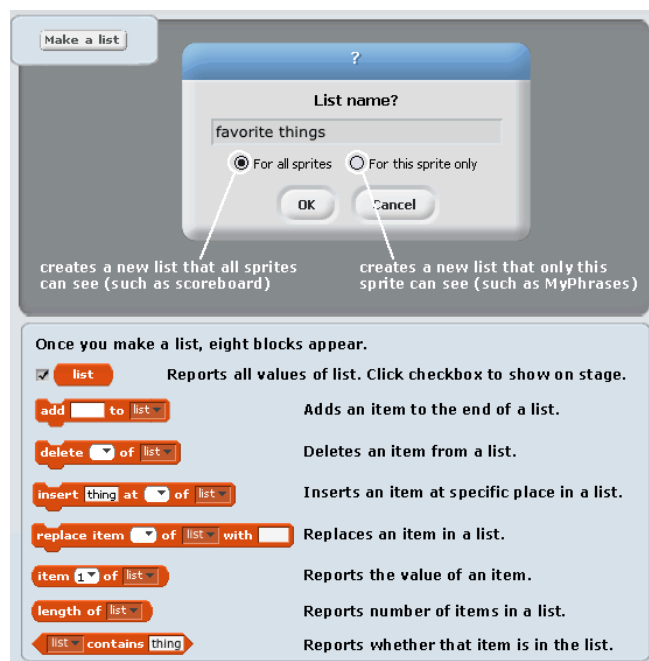 Make a list
?
List name?
favorite things
For all sprites For this sprite only
OK Cancel
creates a new list that all sprites
can see (such as scoreboard)
creates a new list that only this
sprite can see (such as MyPhrases)
Once you make a list, eight blocks appear.
list Reports all values of list. Click checkbox to show on stage.
add to list Adds an item to the end of a list.
delete of list Deletes an item from a list.
insert thing at of list Inserts an item at specific place in a list.
replace item of list with Replaces an item in a list.
item 1 of list Reports the value of an item.
length of list Reports number of items in a list.
list contains thing Reports whether that item is in the list.